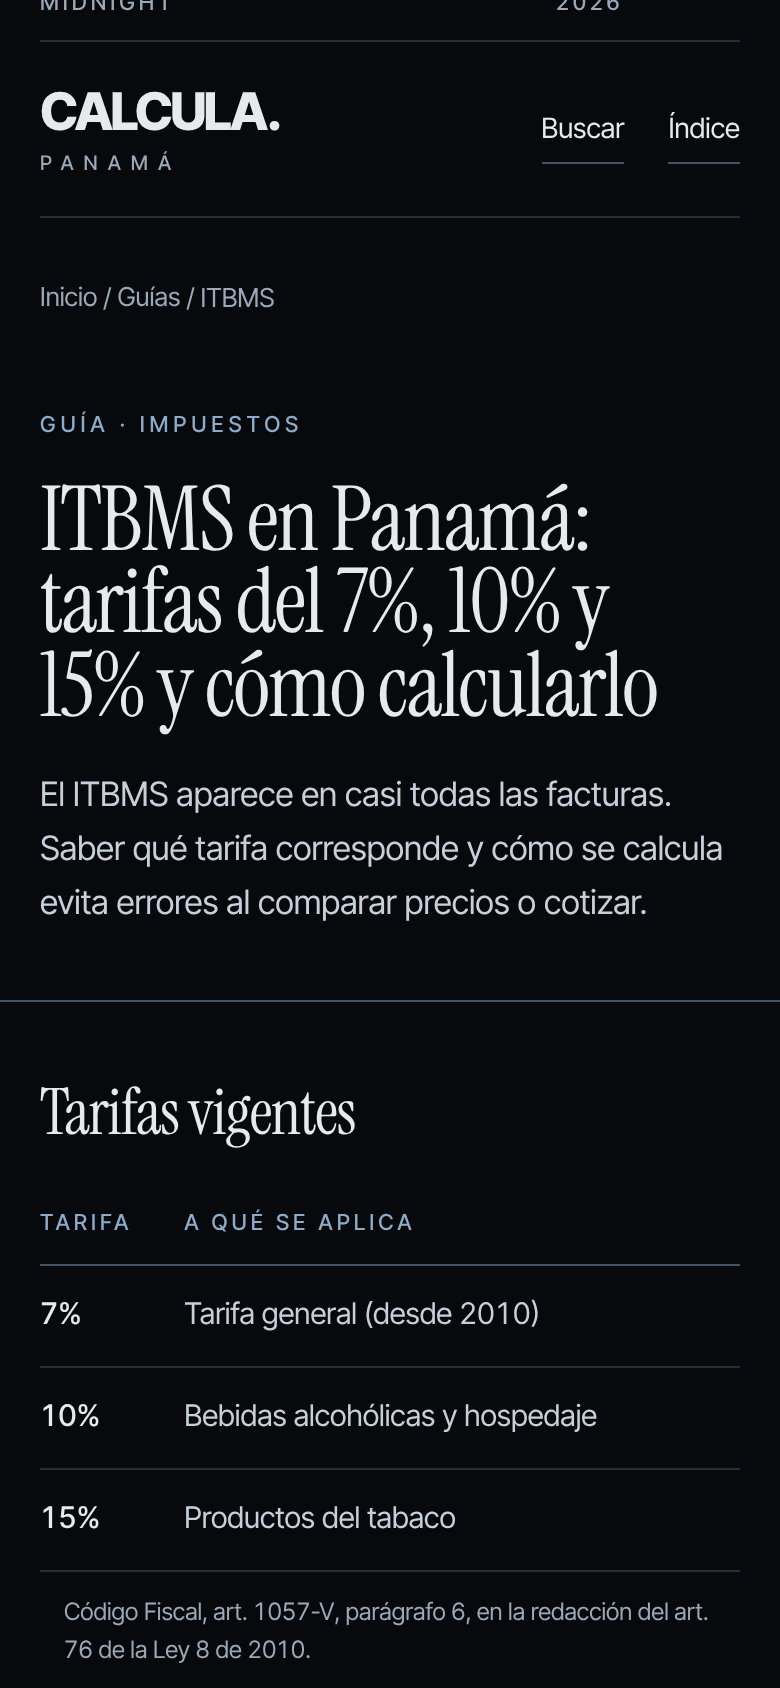 MIDNIGHT 2026
CALCULA.
PANAMÁ
Buscar Índice
Inicio / Guías / ITBMS
GUÍA · IMPUESTOS
ITBMS en Panamá:
tarifas del 7%, 10% y
15% y cómo calcularlo
El ITBMS aparece en casi todas las facturas.
Saber qué tarifa corresponde y cómo se calcula
evita errores al comparar precios o cotizar.
Tarifas vigentes
TARIFA A QUÉ SE APLICA
7% Tarifa general (desde 2010)
10% Bebidas alcohólicas y hospedaje
15% Productos del tabaco
Código Fiscal, art. 1057-V, parágrafo 6, en la redacción del art.
76 de la Ley 8 de 2010.